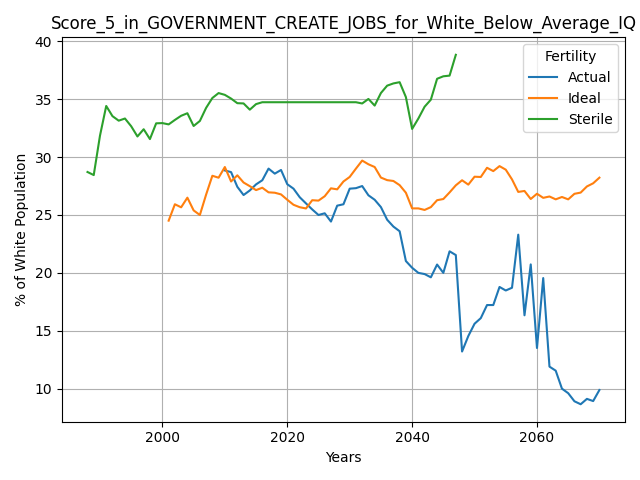 Score_5_in_GOVERNMENT_CREATE_JOBS_for_White_Below_Average_IQ
40
35
30
25
20
15
10
% of White Population
Fertility
Actual
Ideal
Sterile
2000
2020
2040
2060
Years